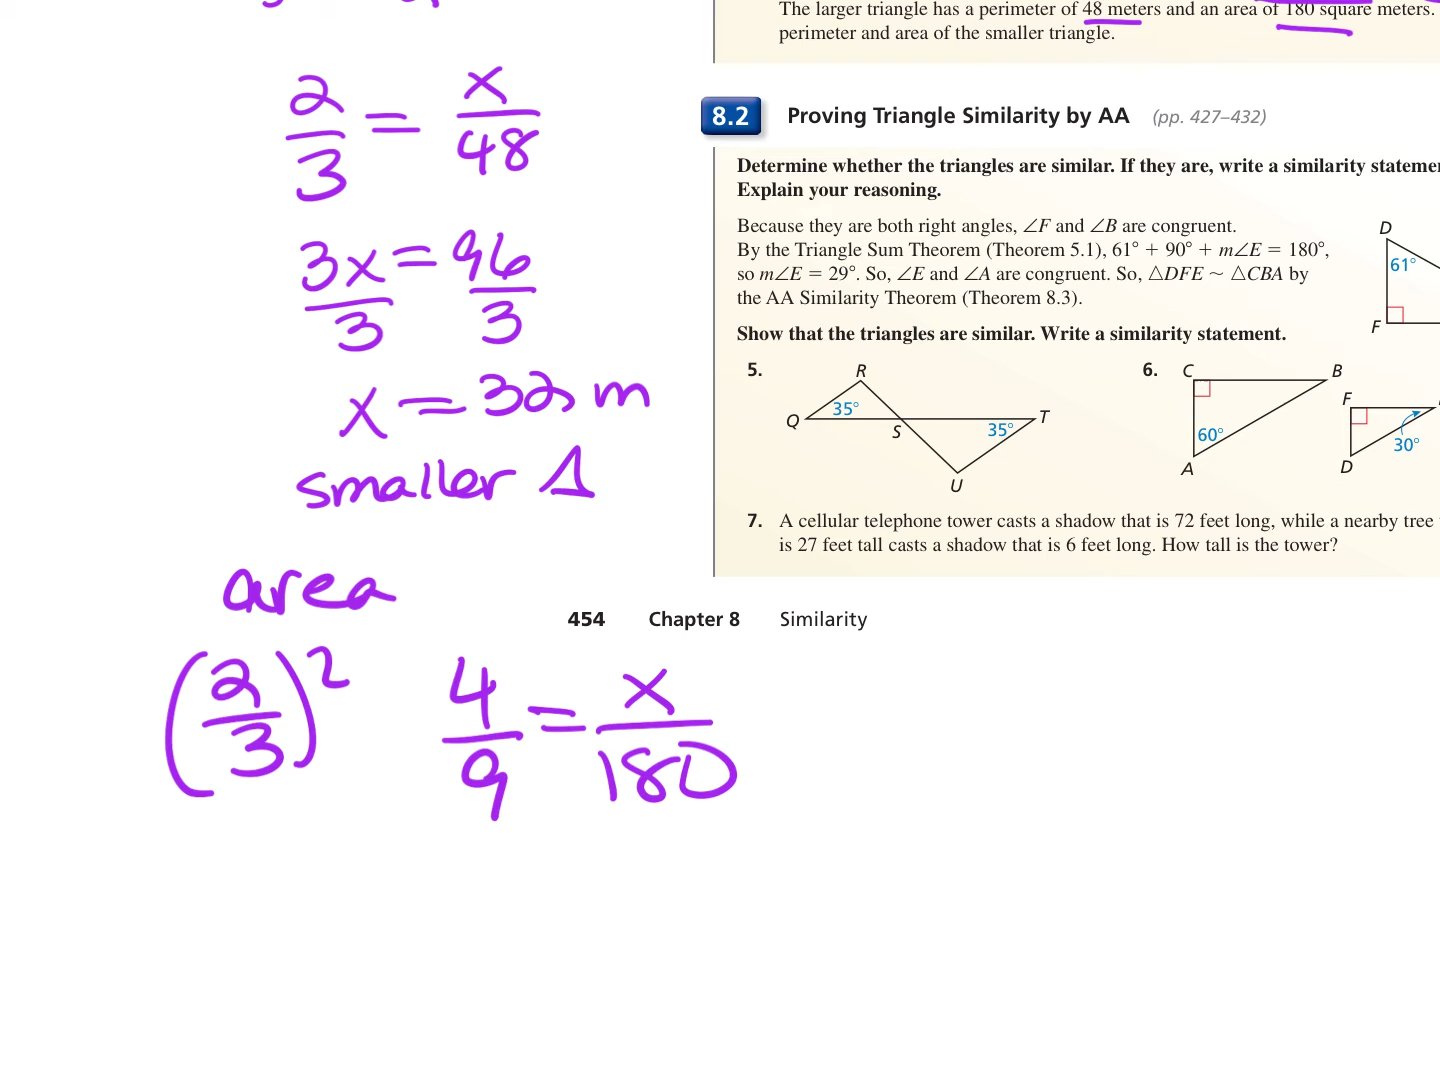 The larger triangle has a perimeter of 48 meters and an area of 180 square meters.
perimeter and area of the smaller triangle.
2/3 = x/48
3x/3 = 96/3
x = 32 m
smaller Δ
area
(2/3)² 4/9 = x/180
8.2 Proving Triangle Similarity by AA (pp. 427–432)
Determine whether the triangles are similar. If they are, write a similarity
Explain your reasoning.
Because they are both right angles, ∠F and ∠B are congruent.
By the Triangle Sum Theorem (Theorem 5.1), 61° + 90° + m∠E = 180°,
so m∠E = 29°. So, ∠E and ∠A are congruent. So, △DFE ~ △CBA by
the AA Similarity Theorem (Theorem 8.3).
D
61°
F
Show that the triangles are similar. Write a similarity statement.
5.
R
Q
35°
S
35°
T
U
6.
C
B
60°
A
F
30°
D
7. A cellular telephone tower casts a shadow that is 72 feet long, while a nearby tree
is 27 feet tall casts a shadow that is 6 feet long. How tall is the tower?
454 Chapter 8 Similarity